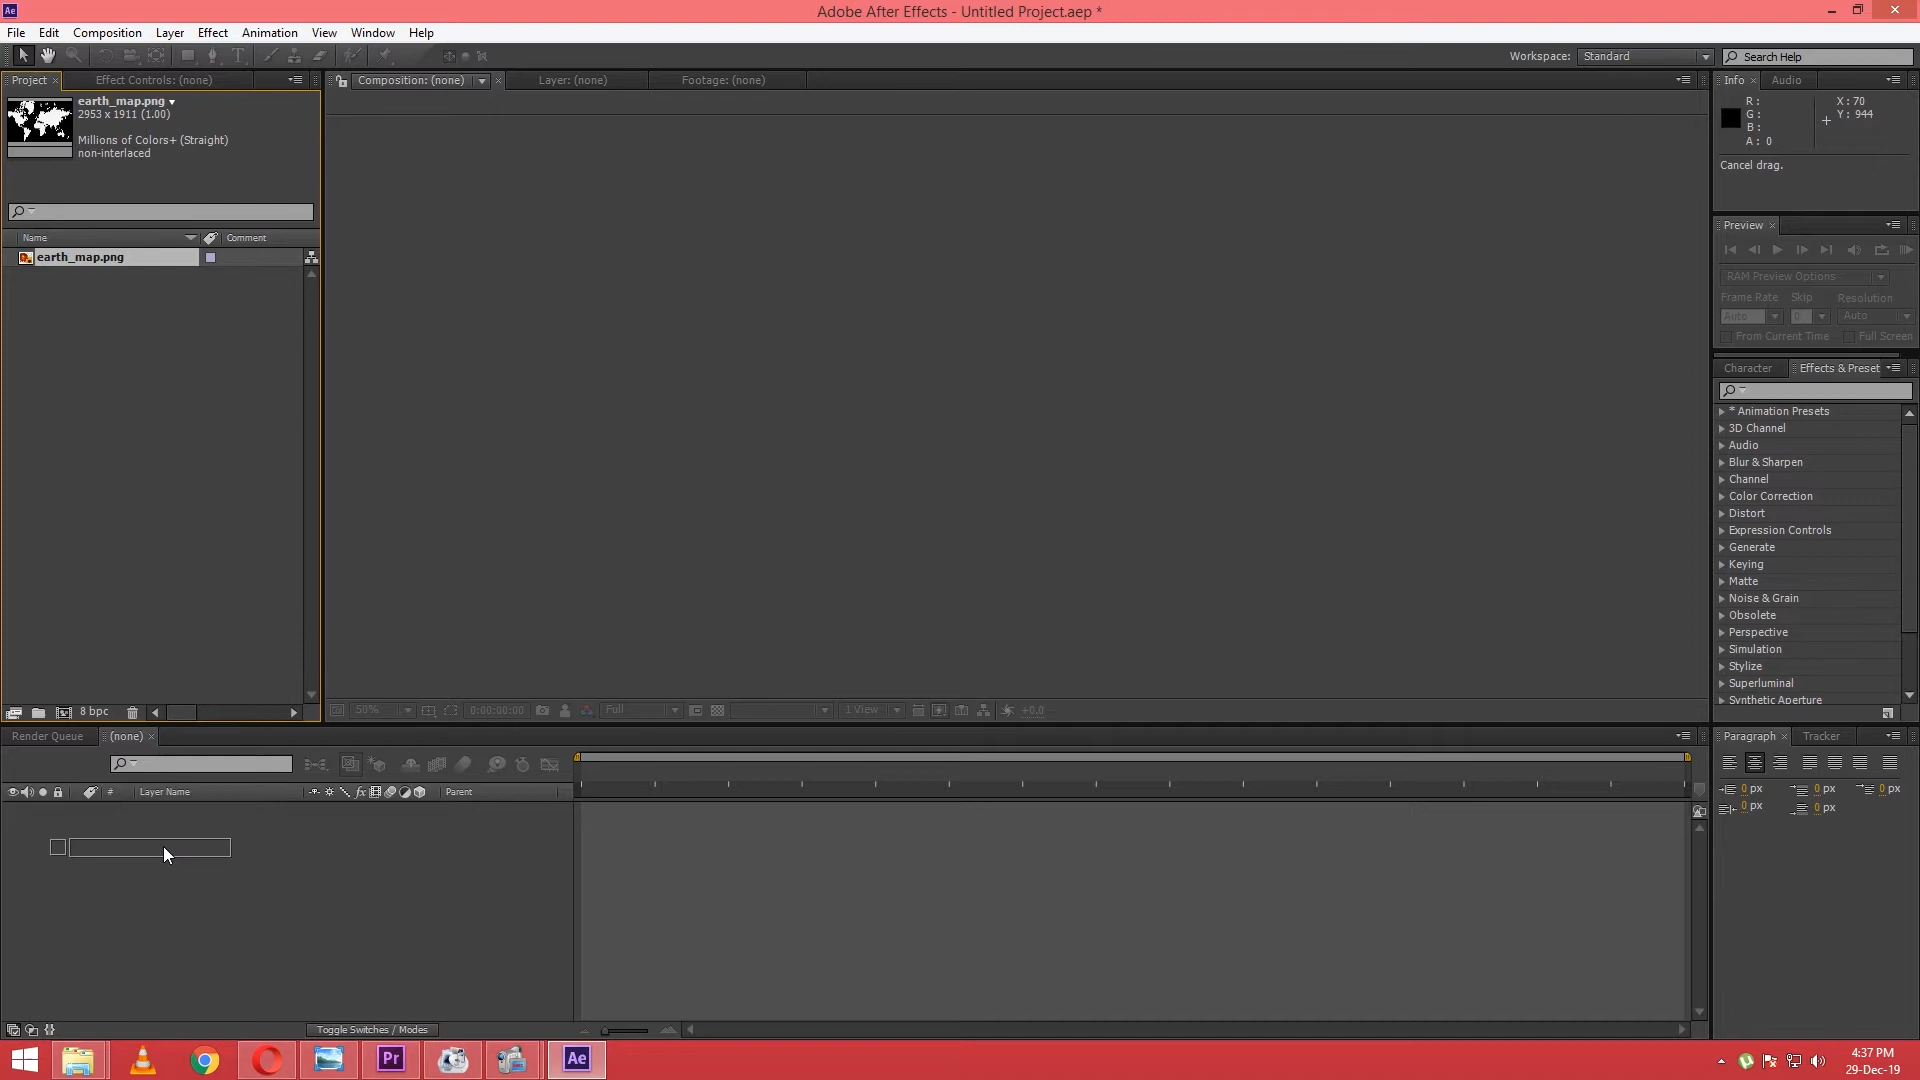 Ae
Adobe After Effects - Untitled Project.aep *
File Edit Composition Layer Effect Animation View Window Help
Workspace: Standard Search Help
Project Effect Controls: (none)
earth_map.png
2953 x 1911 (1.00)
Millions of Colors+ (Straight)
non-interlaced
Name Comment
earth_map.png
8 bpc
Composition: (none) Layer: (none) Footage: (none)
50% 0:00:00:00 Full 1 View +0.0
Info Audio
R:
G:
B:
A: 0
X: 70
Y: 944
Cancel drag.
Preview
RAM Preview Options
Frame Rate Skip Resolution
Auto 0 Auto
From Current Time Full Screen
Character Effects & Preset
* Animation Presets
3D Channel
Audio
Blur & Sharpen
Channel
Color Correction
Distort
Expression Controls
Generate
Keying
Matte
Noise & Grain
Obsolete
Perspective
Simulation
Stylize
Superluminal
Synthetic Aperture
Render Queue (none)
# Layer Name fx Parent
Toggle Switches / Modes
Paragraph Tracker
0 px 0 px 0 px
0 px 0 px
Pr Ae
4:37 PM
29-Dec-19